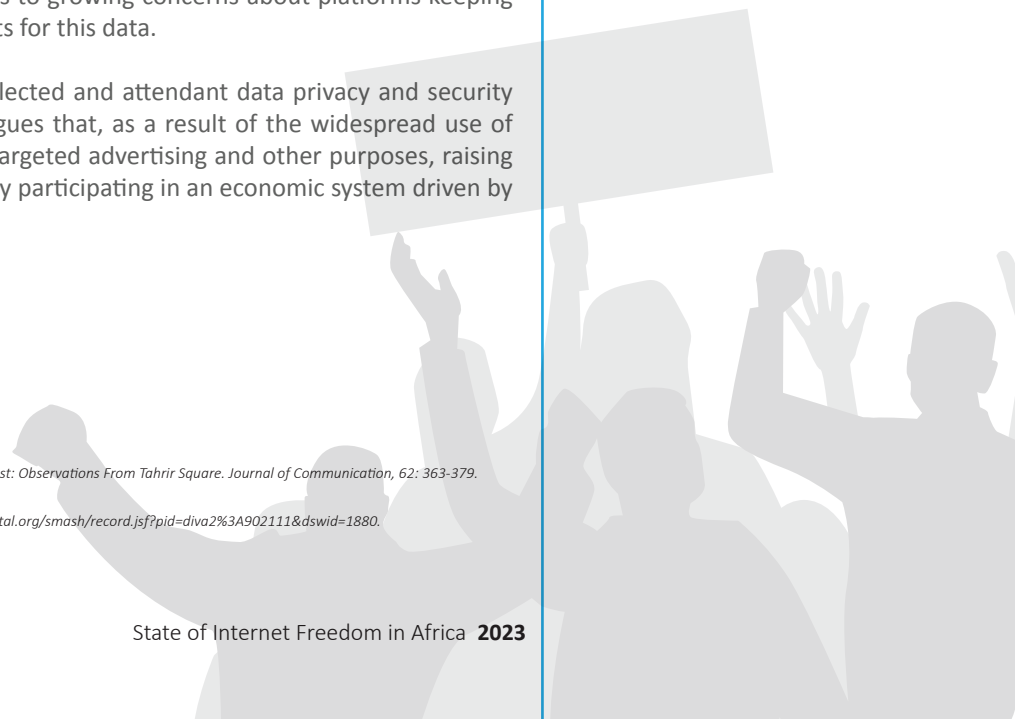 s to growing concerns about platforms keeping
ts for this data.
lected and attendant data privacy and security
gues that, as a result of the widespread use of
targeted advertising and other purposes, raising
y participating in an economic system driven by
st: Observations From Tahrir Square. Journal of Communication, 62: 363-379.
tal.org/smash/record.jsf?pid=diva2%3A902111&dswid=1880.
State of Internet Freedom in Africa 2023